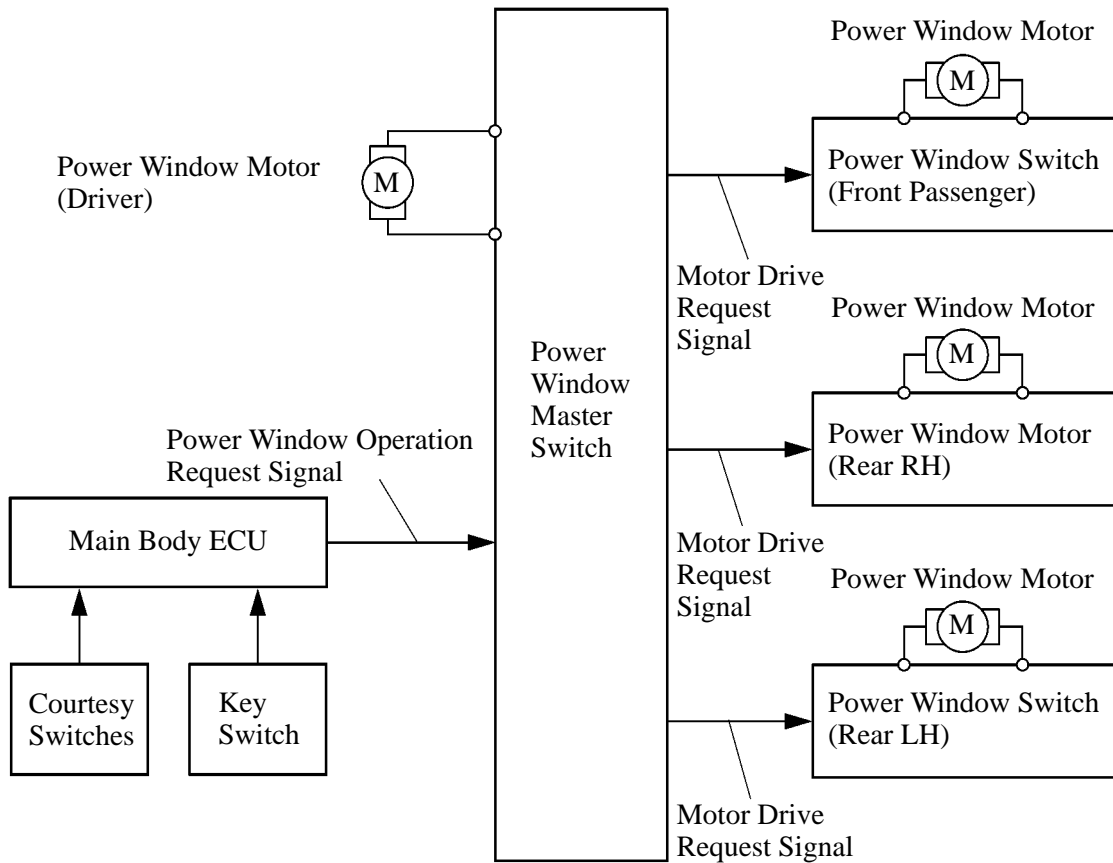 Power Window Motor
M
Power Window Switch
(Front Passenger)
Power Window Motor
(Driver)
M
Motor Drive
Request
Signal
Power Window Motor
M
Power Window Motor
(Rear RH)
Power
Window
Master
Switch
Power Window Operation
Request Signal
Main Body ECU
Motor Drive
Request
Signal
Courtesy
Switches
Key
Switch
Power Window Motor
M
Power Window Switch
(Rear LH)
Motor Drive
Request Signal